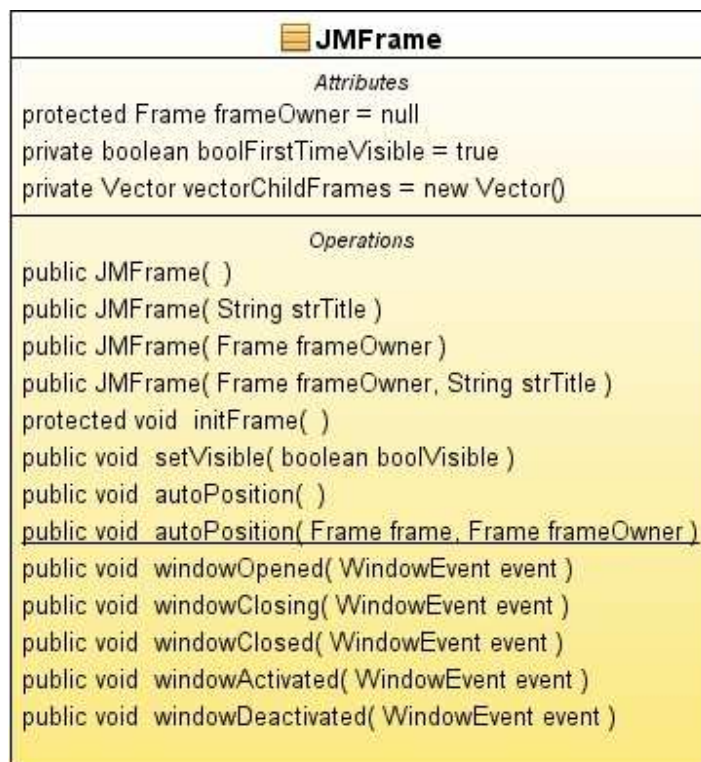 JMFrame
Attributes
protected Frame frameOwner = null
private boolean boolFirstTimeVisible = true
private Vector vectorChildFrames = new Vector()
Operations
public JMFrame( )
public JMFrame( String strTitle )
public JMFrame( Frame frameOwner )
public JMFrame( Frame frameOwner, String strTitle )
protected void initFrame( )
public void setVisible( boolean boolVisible )
public void autoPosition( )
public void autoPosition( Frame frame, Frame frameOwner )
public void windowOpened( WindowEvent event )
public void windowClosing( WindowEvent event )
public void windowClosed( WindowEvent event )
public void windowActivated( WindowEvent event )
public void windowDeactivated( WindowEvent event )